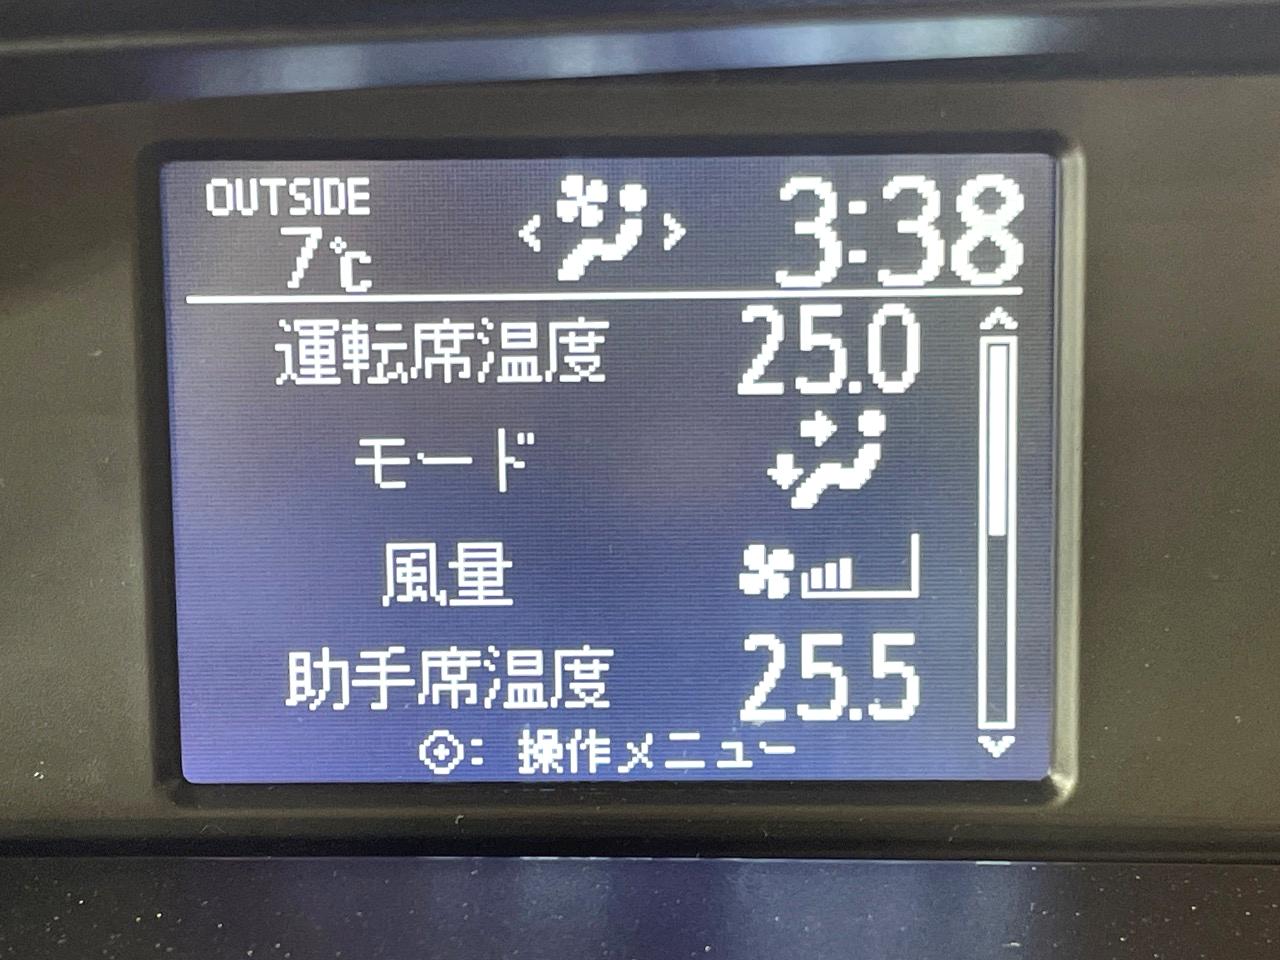 OUTSIDE
7℃
3:38
運転席温度 25.0
モード
風量
助手席温度 25.5
: 操作メニュー